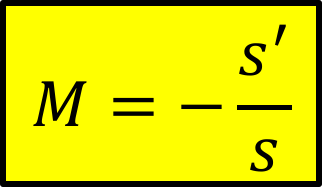 M = − s′/s